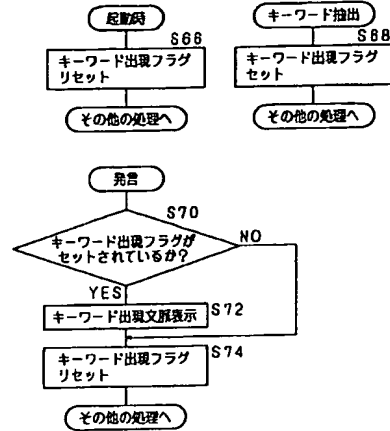 起動時
S66
キーワード出現フラグ
リセット
その他の処理へ
キーワード抽出
S68
キーワード出現フラグ
セット
その他の処理へ
発言
S70
キーワード出現フラグが
セットされているか?
NO
YES
キーワード出現文脈表示
S72
キーワード出現フラグ
リセット
S74
その他の処理へ